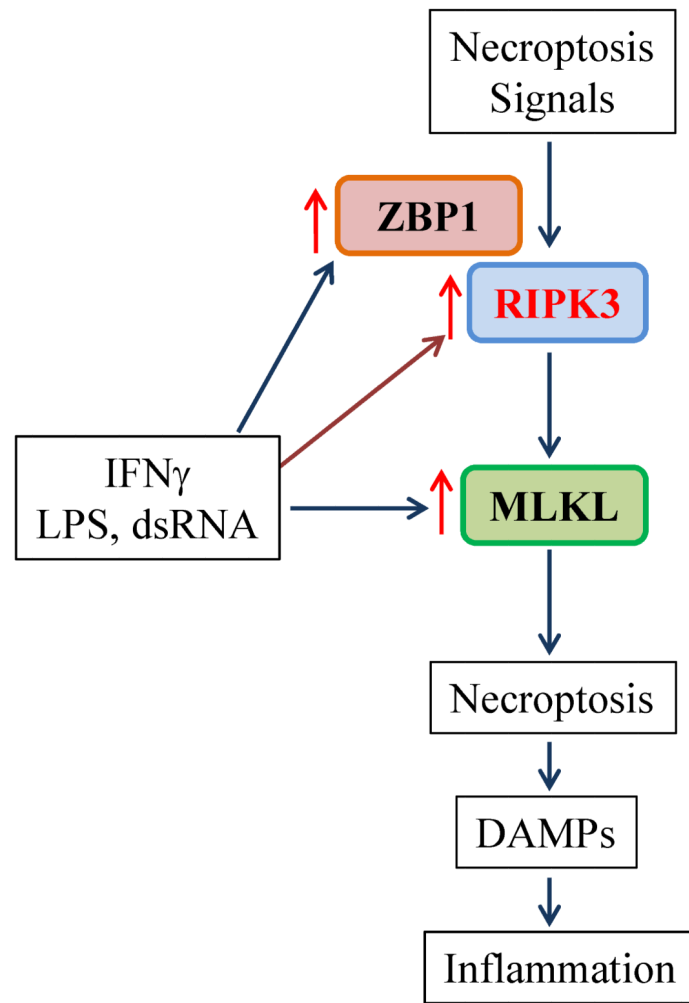 Necroptosis
Signals
ZBP1
RIPK3
IFNγ
LPS, dsRNA
MLKL
Necroptosis
DAMPs
Inflammation